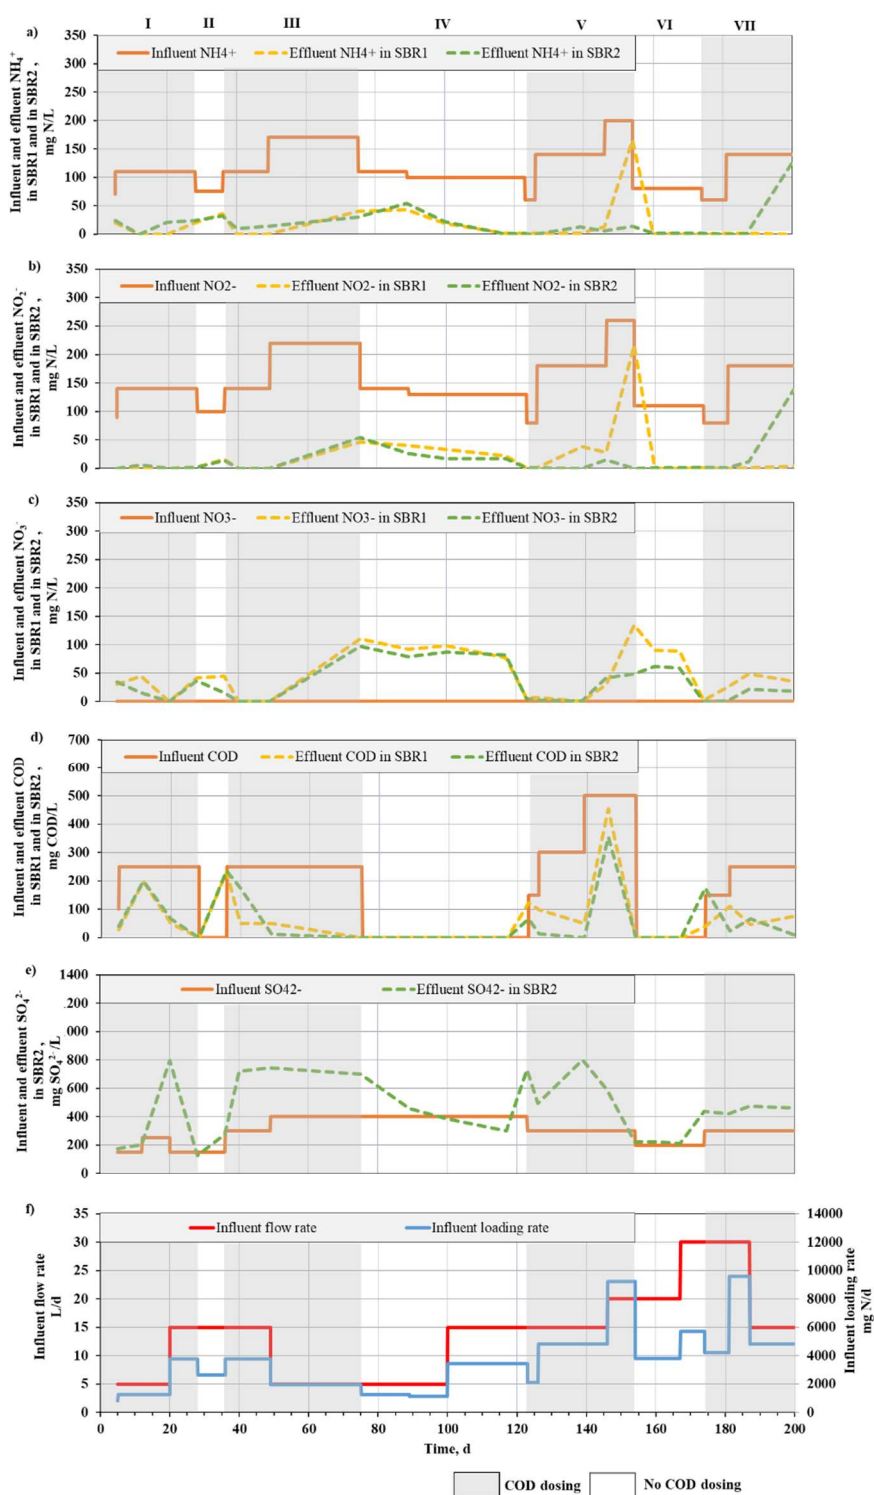 I II III IV V VI VII
a)
Influent and effluent NH₄⁺
in SBR1 and in SBR2 ,
mg N/L
350
300
250
200
150
100
50
0
Influent NH4+ Effluent NH4+ in SBR1 Effluent NH4+ in SBR2
b)
Influent and effluent NO₂⁻
in SBR1 and in SBR2 ,
mg N/L
350
300
250
200
150
100
50
0
Influent NO2- Effluent NO2- in SBR1 Effluent NO2- in SBR2
c)
Influent and effluent NO₃⁻
in SBR1 and in SBR2 ,
mg N/L
350
300
250
200
150
100
50
0
Influent NO3- Effluent NO3- in SBR1 Effluent NO3- in SBR2
d)
Influent and effluent COD
in SBR1 and in SBR2 ,
mg COD/L
700
600
500
400
300
200
100
0
Influent COD Effluent COD in SBR1 Effluent COD in SBR2
e)
Influent and effluent SO₄²⁻
in SBR2 ,
mg SO₄²⁻/L
1400
200
000
800
600
400
200
0
Influent SO42- Effluent SO42- in SBR2
f)
Influent flow rate
L/d
35
30
25
20
15
10
5
0
Influent flow rate Influent loading rate
14000
12000
10000
8000
6000
4000
2000
0
Influent loading rate
mg N/d
0 20 40 60 80 100 120 140 160 180 200
Time, d
COD dosing No COD dosing